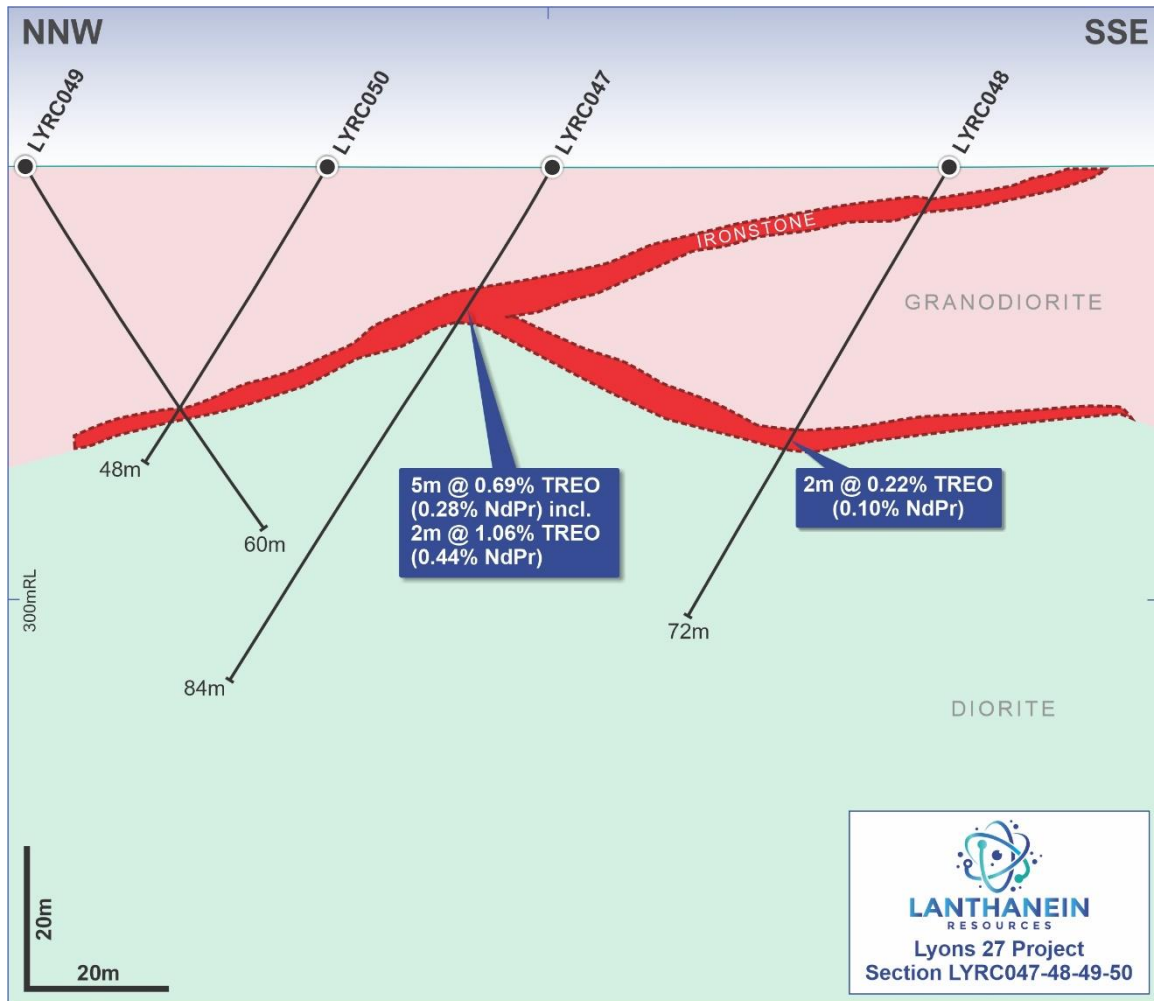 NNW
SSE
LYRC049
LYRC050
LYRC047
LYRC048
IRONSTONE
GRANODIORITE
48m
60m
5m @ 0.69% TREO
(0.28% NdPr) incl.
2m @ 1.06% TREO
(0.44% NdPr)
2m @ 0.22% TREO
(0.10% NdPr)
300mRL
72m
84m
DIORITE
20m
20m
LANTHANEIN
RESOURCES
Lyons 27 Project
Section LYRC047-48-49-50